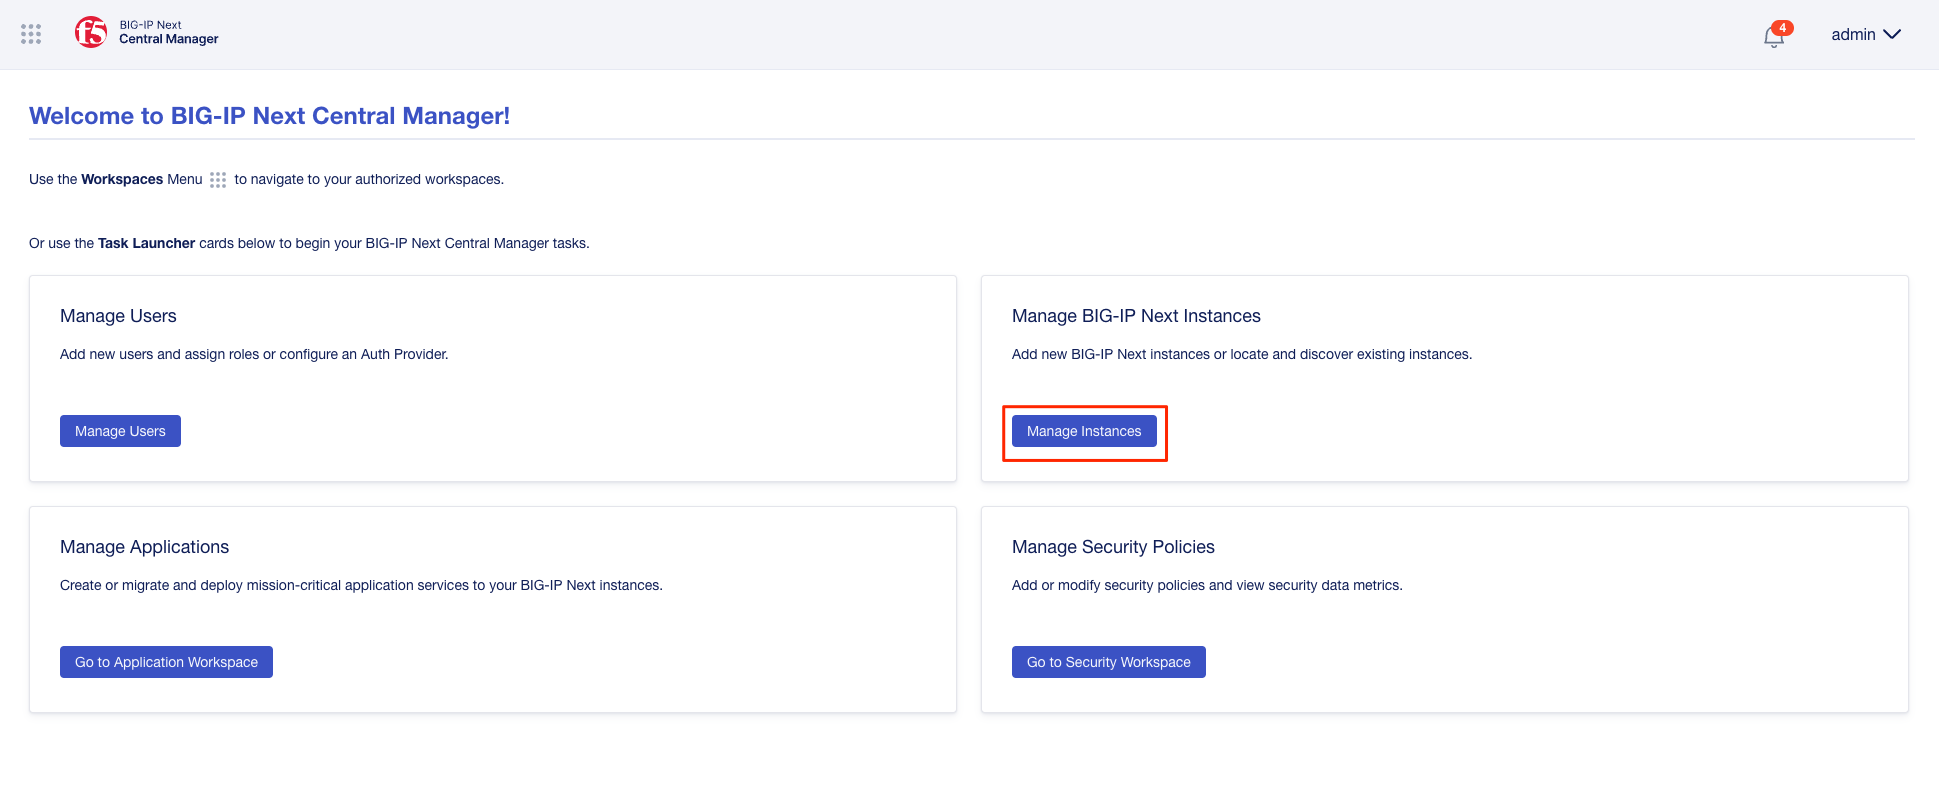 f5
BIG-IP Next
Central Manager
4
admin
Welcome to BIG-IP Next Central Manager!
Use the Workspaces Menu to navigate to your authorized workspaces.
Or use the Task Launcher cards below to begin your BIG-IP Next Central Manager tasks.
Manage Users
Add new users and assign roles or configure an Auth Provider.
Manage Users
Manage BIG-IP Next Instances
Add new BIG-IP Next instances or locate and discover existing instances.
Manage Instances
Manage Applications
Create or migrate and deploy mission-critical application services to your BIG-IP Next instances.
Go to Application Workspace
Manage Security Policies
Add or modify security policies and view security data metrics.
Go to Security Workspace